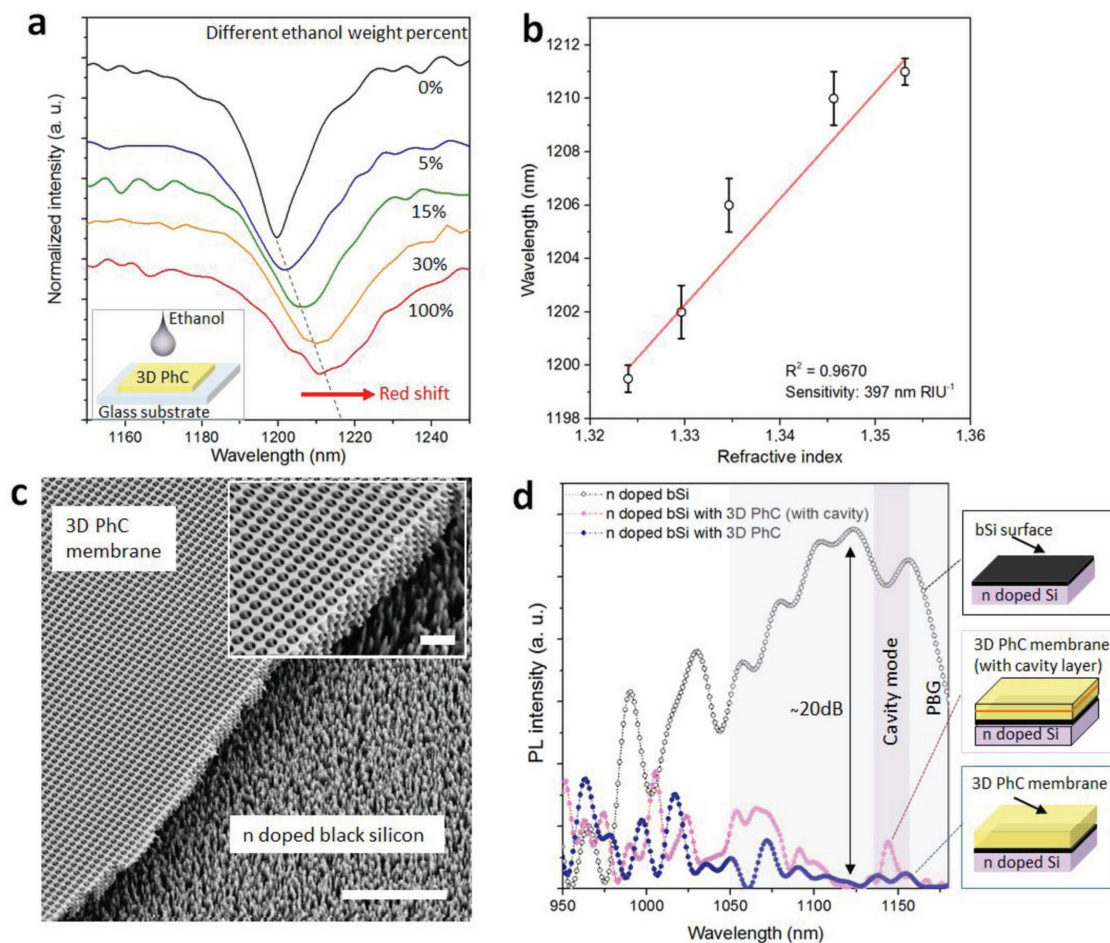 a
Different ethanol weight percent
0%
5%
15%
30%
100%
Normalized intensity (a. u.)
Ethanol
3D PhC
Glass substrate
Red shift
1160 1180 1200 1220 1240
Wavelength (nm)
b
1212
1210
1208
1206
1204
1202
1200
1198
Wavelength (nm)
R² = 0.9670
Sensitivity: 397 nm RIU⁻¹
1,32 1,33 1,34 1,35 1,36
Refractive index
c
3D PhC
membrane
n doped black silicon
d
n doped bSi
n doped bSi with 3D PhC (with cavity)
n doped bSi with 3D PhC
PL intensity (a. u.)
~20dB
Cavity mode
PBG
950 1000 1050 1100 1150
Wavelength (nm)
bSi surface
n doped Si
3D PhC membrane
(with cavity layer)
n doped Si
3D PhC membrane
n doped Si